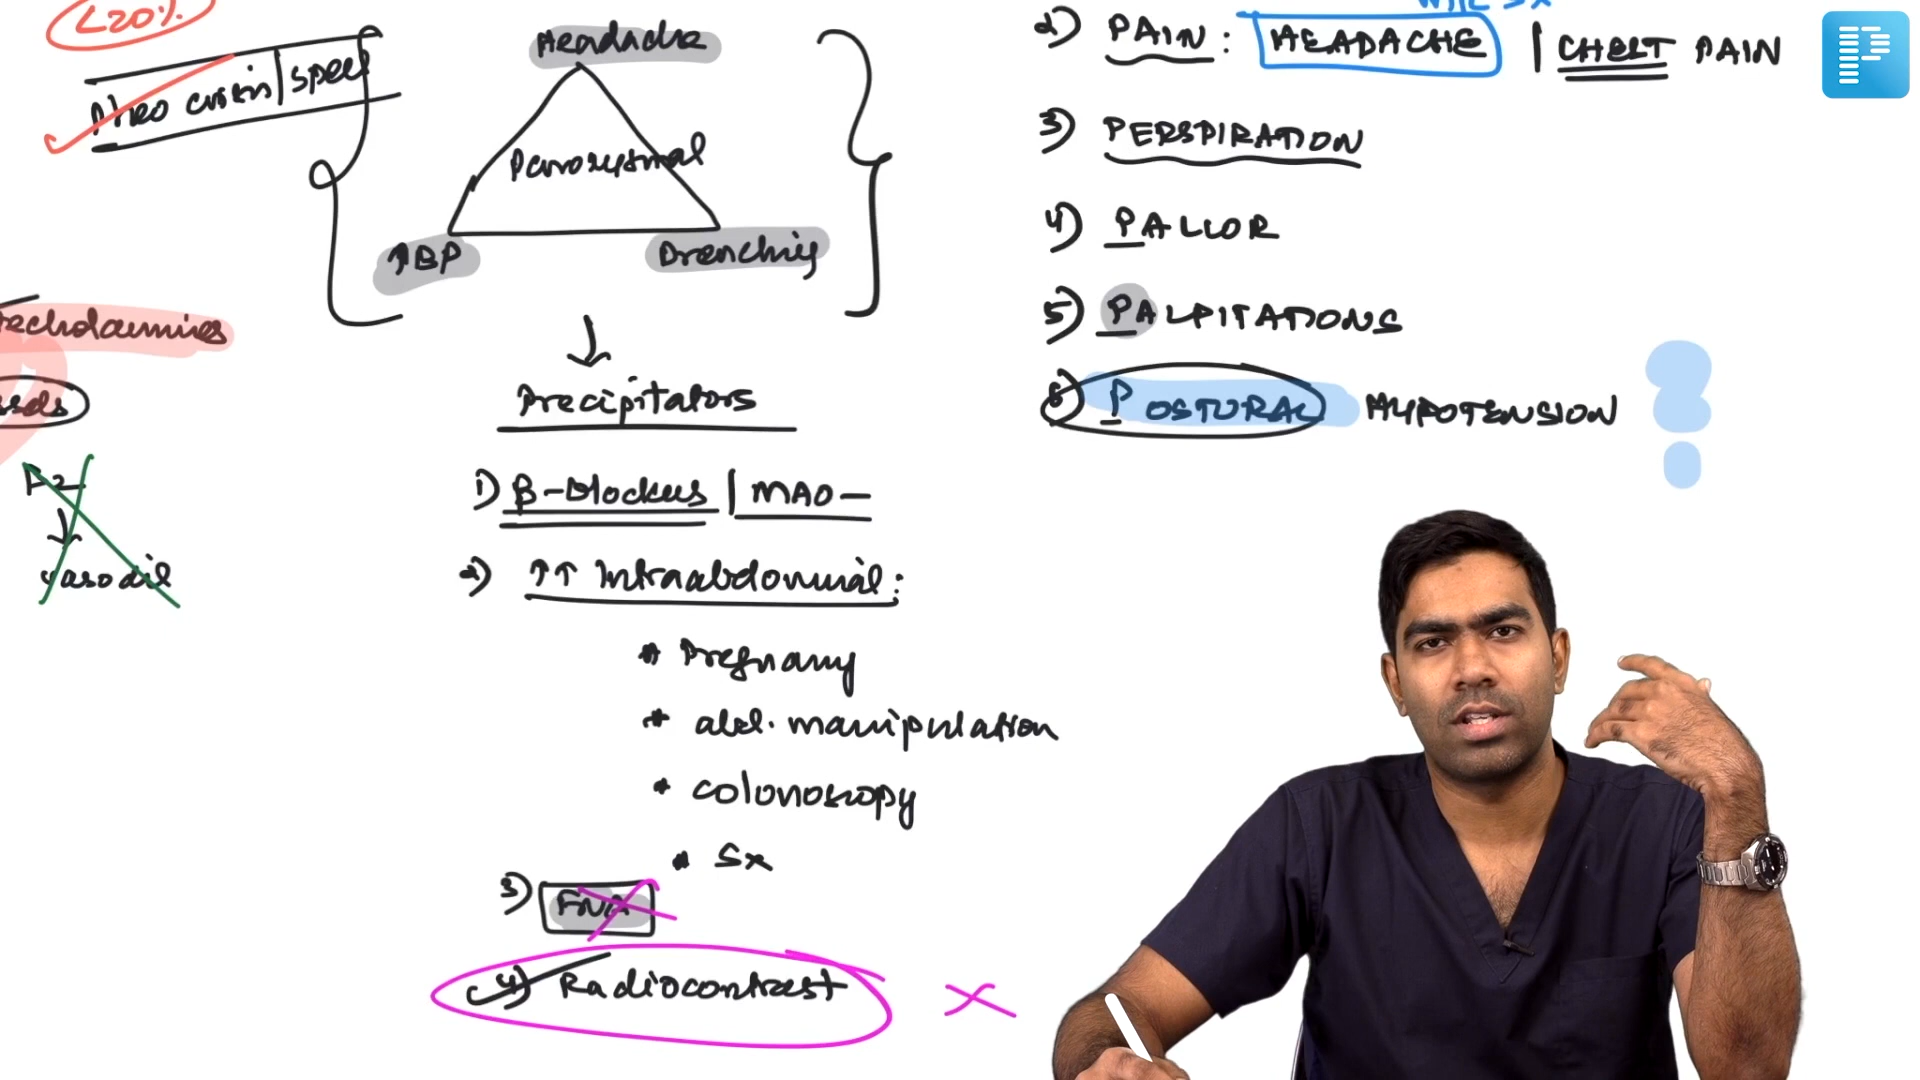 <20%
Pheo crisis | spell
Headache
Paroxysmal
↑BP
Drenching
techolamines
Precipitators
1) β-blockers | MAO-
2) ↑↑ Intraabdominal:
* Pregnancy
* abd. manipulation
* colonoscopy
* Sx
3) FNA
4) Radiocontrast
vasodil
2) PAIN: HEADACHE | CHEST PAIN
3) PERSPIRATION
4) PALLOR
5) PALPITATIONS
6) POSTURAL HYPOTENSION